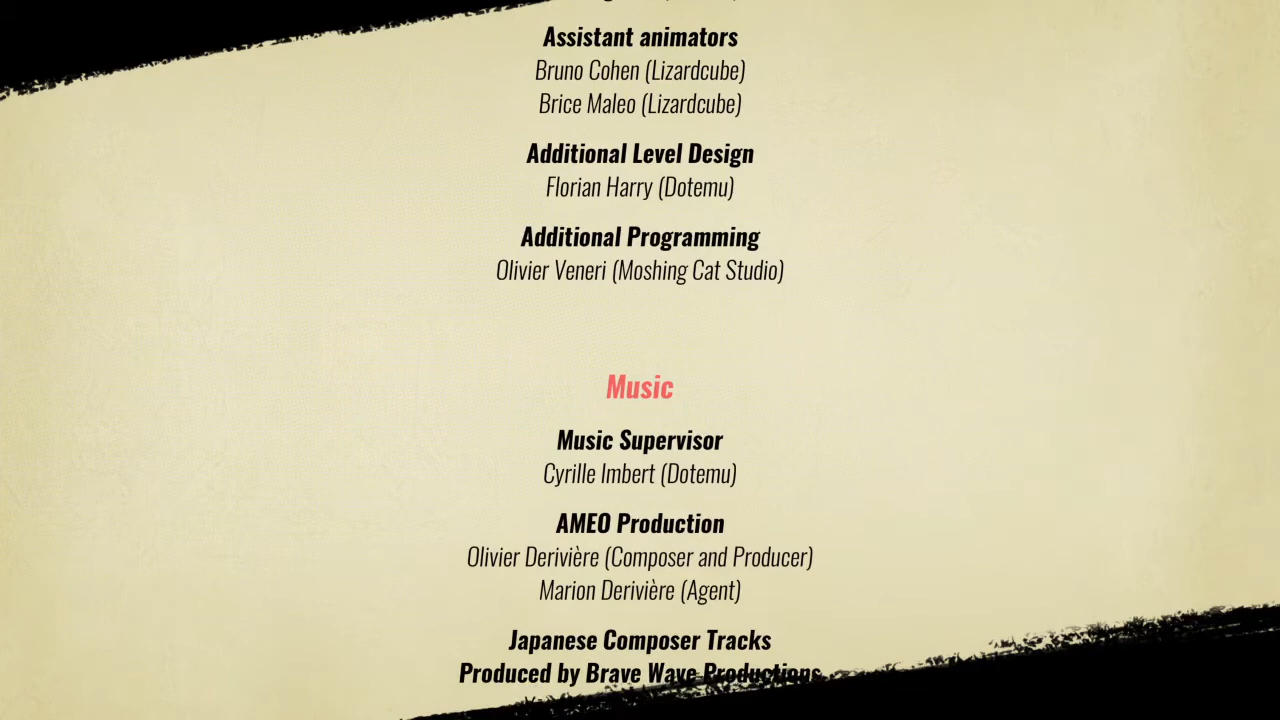 Assistant animators
Bruno Cohen (Lizardcube)
Brice Maleo (Lizardcube)
Additional Level Design
Florian Harry (Dotemu)
Additional Programming
Olivier Veneri (Moshing Cat Studio)
Music
Music Supervisor
Cyrille Imbert (Dotemu)
AMEO Production
Olivier Derivière (Composer and Producer)
Marion Derivière (Agent)
Japanese Composer Tracks
Produced by Brave Wave Productions